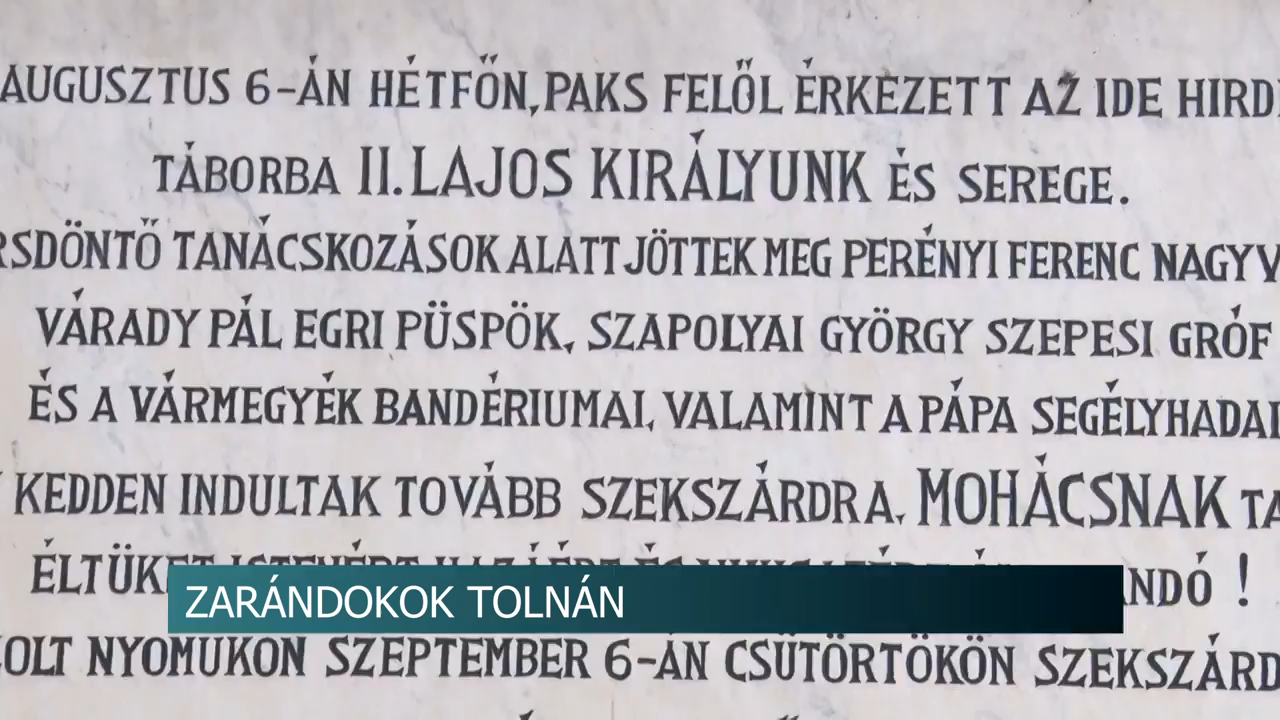 AUGUSZTUS 6-ÁN HÉTFŐN, PAKS FELŐL ÉRKEZETT AZ IDE HIRD
TÁBORBA II. LAJOS KIRÁLYUNK ÉS SEREGE.
RSDÖNTŐ TANÁCSKOZÁSOK ALATT JÖTTEK MEG PERÉNYI FERENC NAGYV
VÁRADY PÁL EGRI PÜSPÖK, SZAPOLYAI GYÖRGY SZEPESI GRÓF
ÉS A VÁRMEGYÉK BANDÉRIUMAI, VALAMINT A PÁPA SEGÉLYHADAI
KEDDEN INDULTAK TOVÁBB SZEKSZÁRDRA, MOHÁCSNAK TA
ÉLTÜKET NDÓ!
ZARÁNDOKOK TOLNÁN
OLT NYOMUKON SZEPTEMBER 6-ÁN CSÜTÖRTÖKÖN SZEKSZÁRD